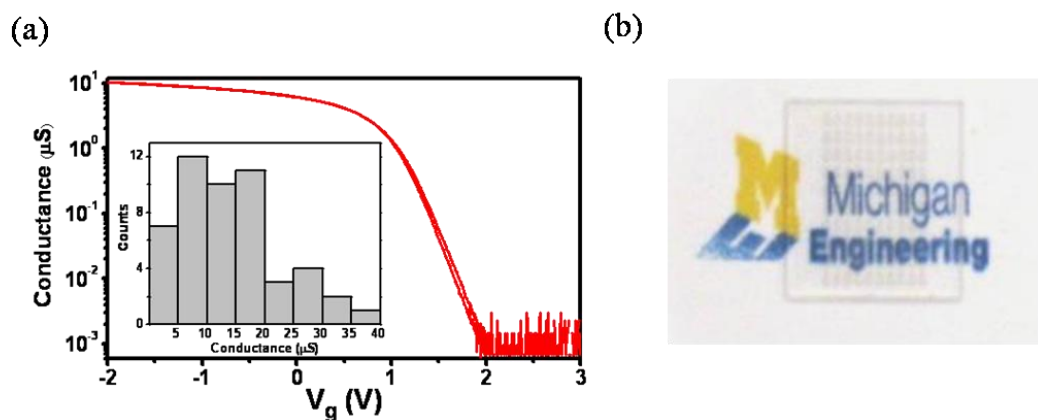 (a)
(b)
Conductance (μS)
10¹
10⁰
10⁻¹
10⁻²
10⁻³
-2
-1
0
1
2
3
V_g (V)
Counts
12
8
4
0
5
10
15
20
25
30
35
40
Conductance (μS)
M
E
Michigan
Engineering